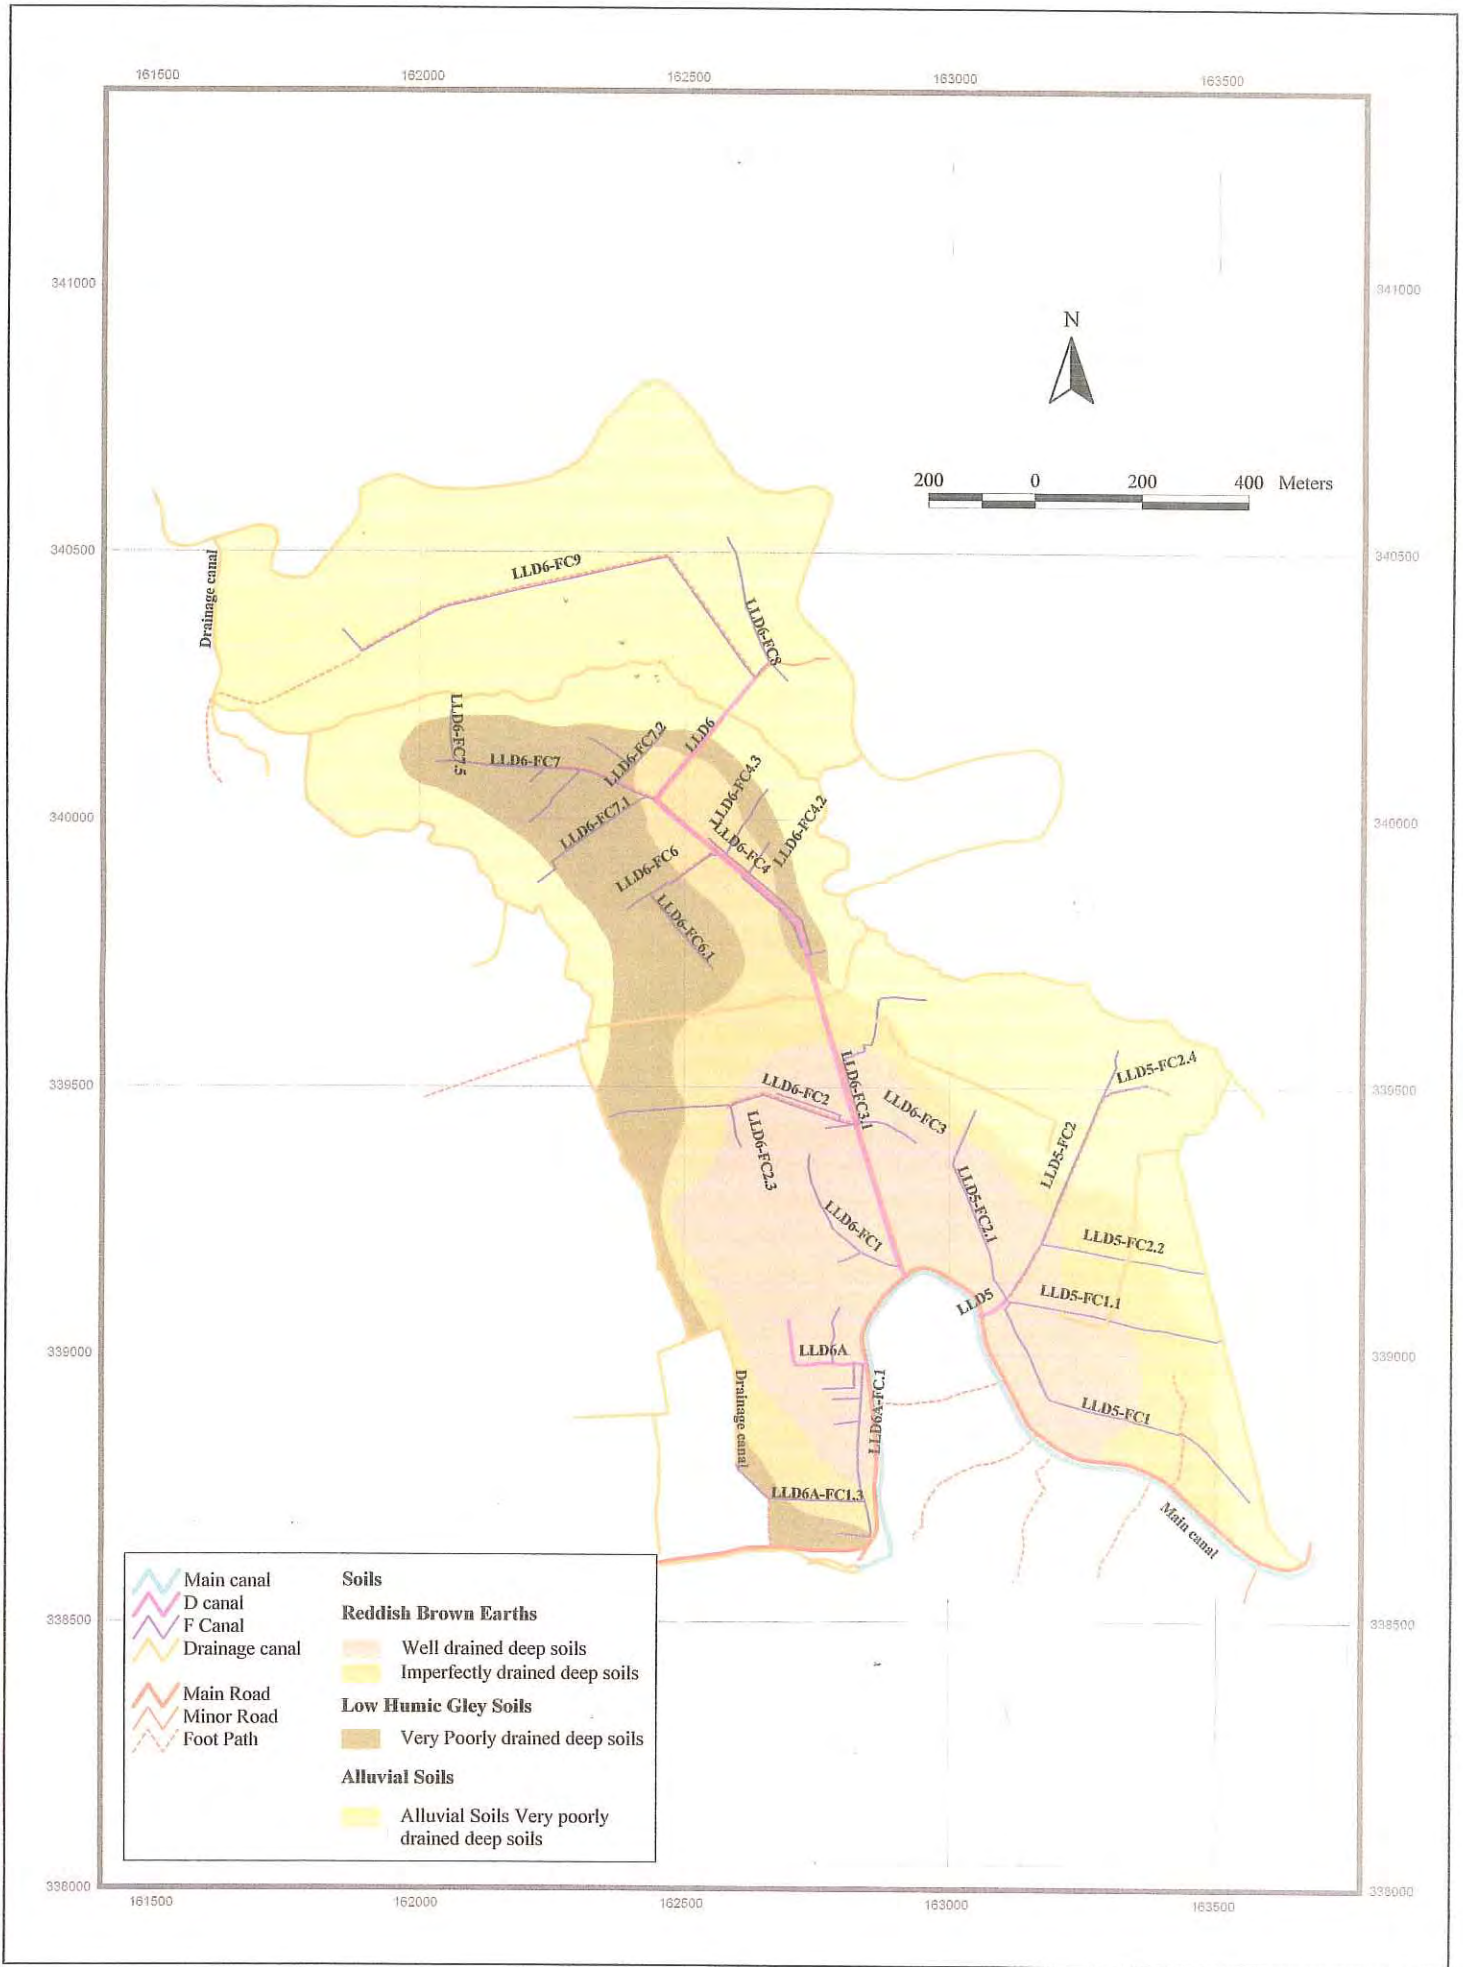 161500 162000 162500 163000 163500
341000 341000
N
200 0 200 400 Meters
340500 340500
LLD6-FC9
Drainage canal
LLD6-FC8
LLD6-FC7.5
LLD6
LLD6-FC7.2
LLD6-FC7
LLD6-FC4.3
LLD6-FC7.1
LLD6-FC4.2
340000 340000
LLD6-FC4
LLD6-FC6
LLD6-FC6.1
339500 339500
LLD5-FC2.4
LLD6-FC3.1
LLD6-FC2
LLD6-FC3
LLD5-FC2
LLD6-FC2.3
LLD5-FC2.1
LLD6-FC1
LLD5-FC2.2
LLD5
LLD5-FC1.1
339000 339000
LLD6A
Drainage canal
LLD6A-FC.1
LLD5-FC1
LLD6A-FC1.3
Main canal
Main canal
D canal
F Canal
Drainage canal
Main Road
Minor Road
Foot Path
Soils
Reddish Brown Earths
Well drained deep soils
Imperfectly drained deep soils
Low Humic Gley Soils
Very Poorly drained deep soils
Alluvial Soils
Alluvial Soils Very poorly
drained deep soils
338500 338500
338000 338000
161500 162000 162500 163000 163500